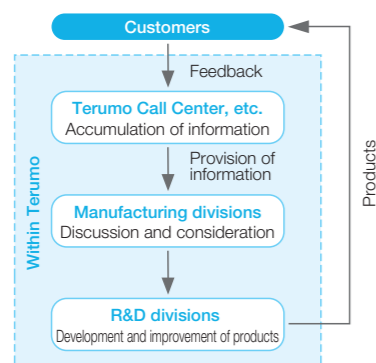 Customers
Feedback
Terumo Call Center, etc.
Accumulation of information
Provision of
information
Manufacturing divisions
Discussion and consideration
R&D divisions
Development and improvement of products
Within Terumo
Products